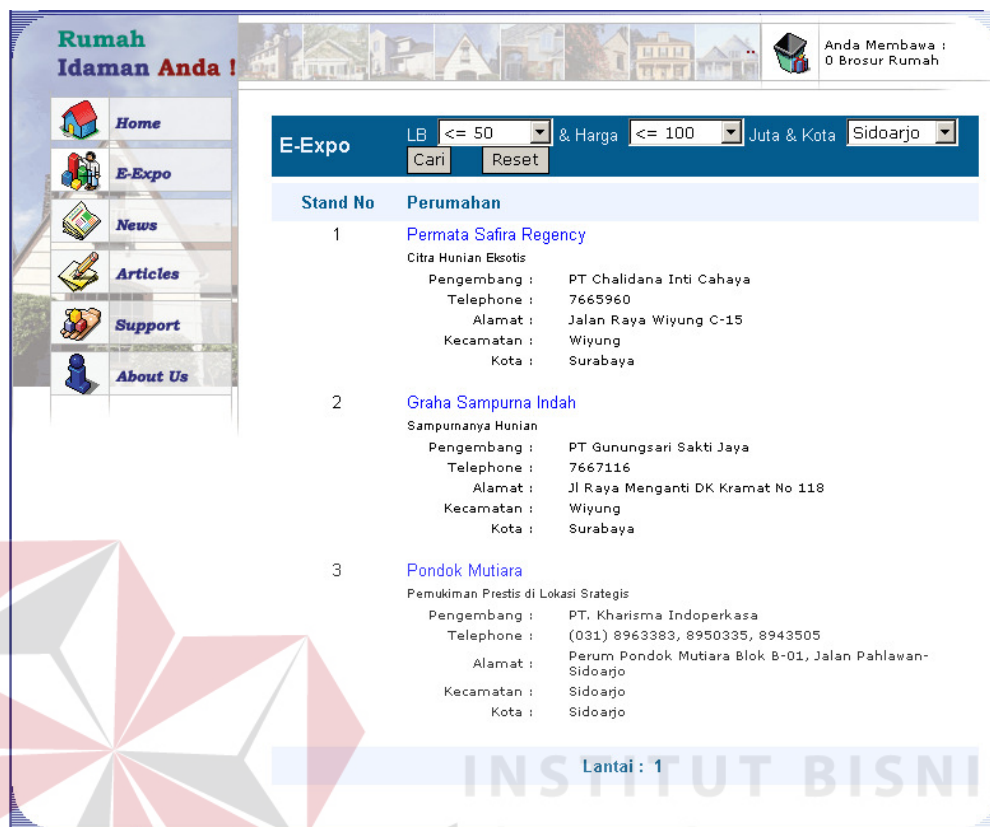 Rumah
Idaman Anda !
Anda Membawa :
0 Brosur Rumah
Home
E-Expo
News
Articles
Support
About Us
E-Expo LB <= 50 & Harga <= 100 Juta & Kota Sidoarjo
Cari Reset
Stand No Perumahan
1 Permata Safira Regency
Citra Hunian Eksotis
Pengembang : PT Chalidana Inti Cahaya
Telephone : 7665960
Alamat : Jalan Raya Wiyung C-15
Kecamatan : Wiyung
Kota : Surabaya
2 Graha Sampurna Indah
Sampurnanya Hunian
Pengembang : PT Gunungsari Sakti Jaya
Telephone : 7667116
Alamat : Jl Raya Menganti DK Kramat No 118
Kecamatan : Wiyung
Kota : Surabaya
3 Pondok Mutiara
Pemukiman Prestis di Lokasi Srategis
Pengembang : PT. Kharisma Indoperkasa
Telephone : (031) 8963383, 8950335, 8943505
Alamat : Perum Pondok Mutiara Blok B-01, Jalan Pahlawan-
Sidoarjo
Kecamatan : Sidoarjo
Kota : Sidoarjo
Lantai : 1
INSTITUT BISNI